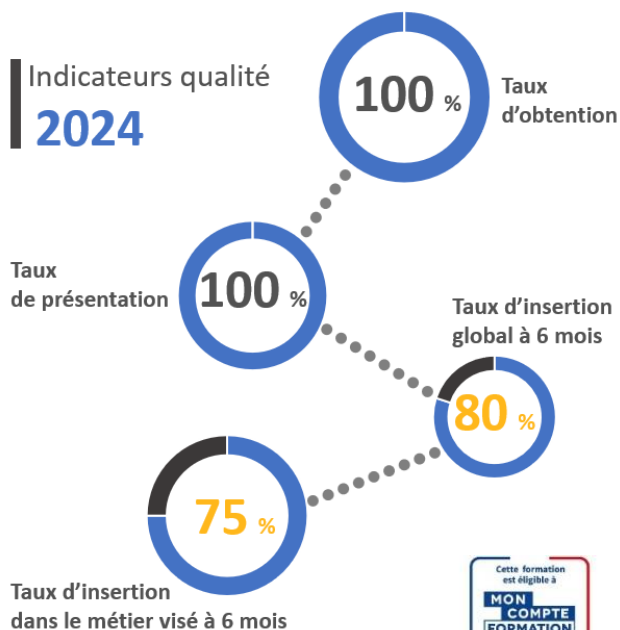 Indicateurs qualité
2024
100 %
Taux
d'obtention
Taux
de présentation
100 %
Taux d'insertion
global à 6 mois
80 %
75 %
Taux d'insertion
dans le métier visé à 6 mois
Cette formation
est éligible à
MON
COMPTE
FORMATION